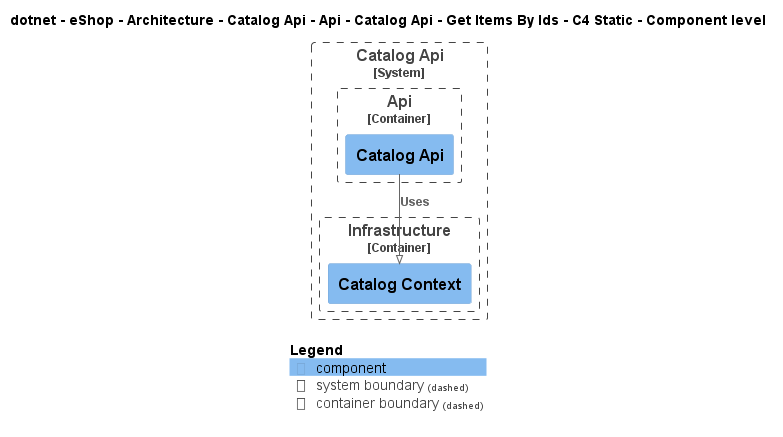 dotnet - eShop - Architecture - Catalog Api - Api - Catalog Api - Get Items By Ids - C4 Static - Component level
Catalog Api
[System]
Api
[Container]
Catalog Api
Uses
Infrastructure
[Container]
Catalog Context
Legend
component
system boundary (dashed)
container boundary (dashed)